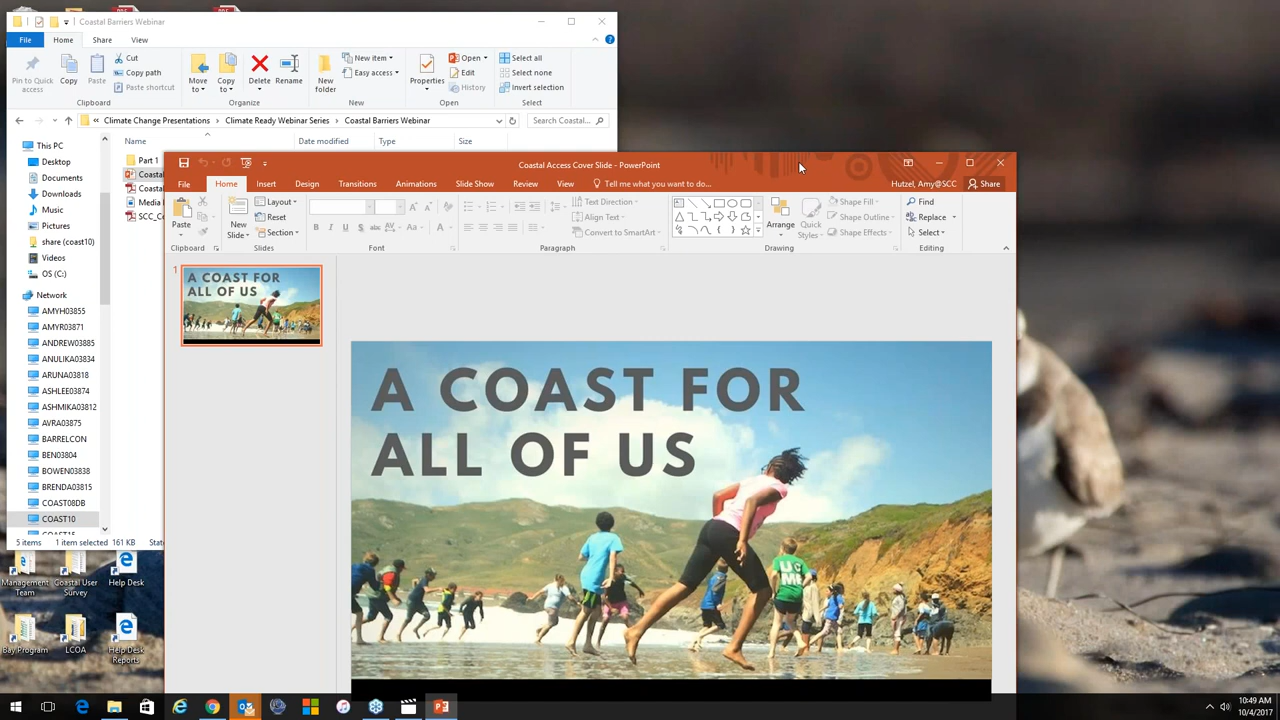 Coastal Barriers Webinar
File Home Share View
Pin to Quick access
Copy
Paste
Cut
Copy path
Paste shortcut
Clipboard
Move to
Copy to
Delete
Rename
Organize
New folder
New item
Easy access
New
Properties
Open
Edit
History
Open
Select all
Select none
Invert selection
Select
« Climate Change Presentations > Climate Ready Webinar Series > Coastal Barriers Webinar
Search Coastal...
Name Date modified Type Size
This PC
Desktop
Documents
Downloads
Music
Pictures
share (coast10)
Videos
OS (C:)
Network
AMYH03855
AMYR03871
ANDREW03885
ANULIKA03834
ARUNA03818
ASHLEE03874
ASHMIKA03812
AVRA03875
BARRELCON
BEN03804
BOWEN03838
BRENDA03815
COAST08DB
COAST10
Part 1
Coastal
Coastal
Media
SCC_C
5 items 1 item selected 161 KB State
Coastal Access Cover Slide - PowerPoint
Hutzel, Amy@SCC Share
File Home Insert Design Transitions Animations Slide Show Review View Tell me what you want to do...
Paste
Clipboard
New Slide
Layout
Reset
Section
Slides
Font
Text Direction
Align Text
Convert to SmartArt
Paragraph
Arrange
Quick Styles
Shape Fill
Shape Outline
Shape Effects
Drawing
Find
Replace
Select
Editing
1
A COAST FOR
ALL OF US
A COAST FOR
ALL OF US
UC
Management Team
Coastal User Survey
Help Desk
Bay Program
LCOA
Help Desk Reports
10:49 AM
10/4/2017